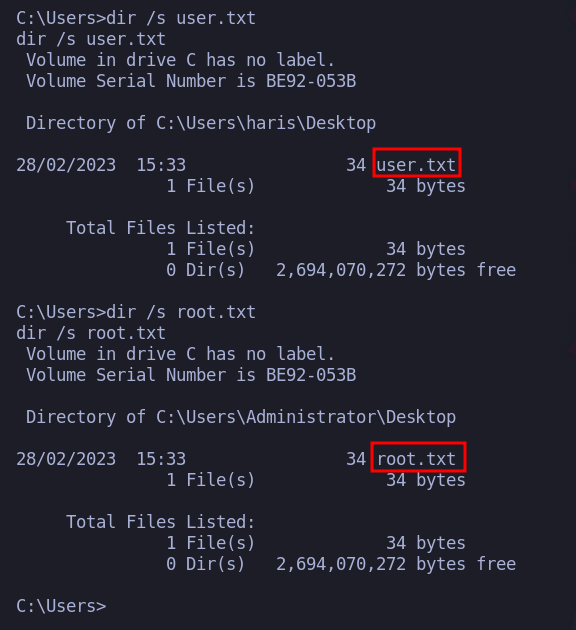 C:\Users>dir /s user.txt
dir /s user.txt
 Volume in drive C has no label.
 Volume Serial Number is BE92-053B

 Directory of C:\Users\haris\Desktop

28/02/2023  15:33                34 user.txt
               1 File(s)             34 bytes

     Total Files Listed:
               1 File(s)             34 bytes
               0 Dir(s)   2,694,070,272 bytes free

C:\Users>dir /s root.txt
dir /s root.txt
 Volume in drive C has no label.
 Volume Serial Number is BE92-053B

 Directory of C:\Users\Administrator\Desktop

28/02/2023  15:33                34 root.txt
               1 File(s)             34 bytes

     Total Files Listed:
               1 File(s)             34 bytes
               0 Dir(s)   2,694,070,272 bytes free

C:\Users>